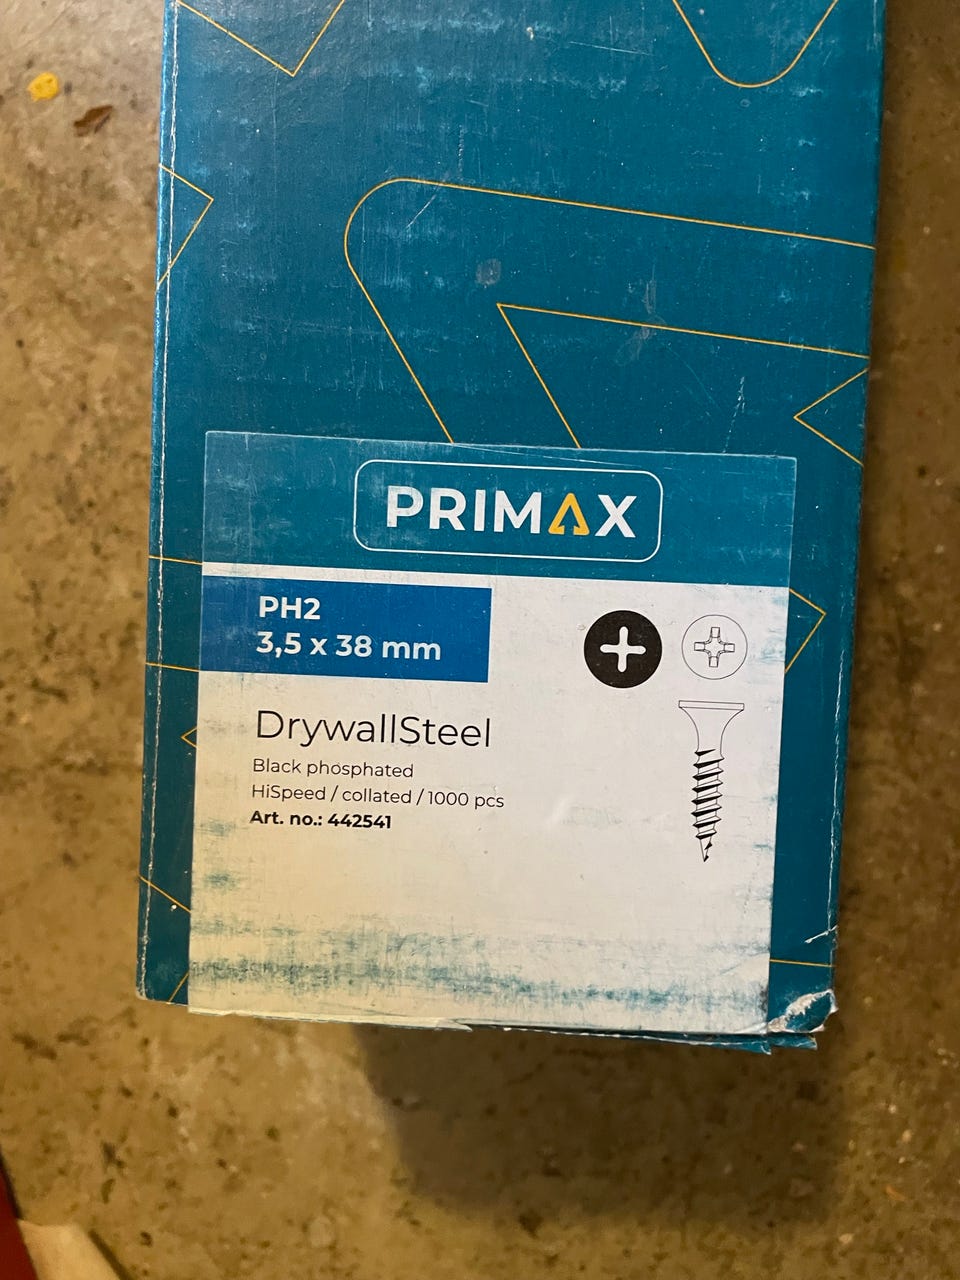 PRIMAX
PH2
3,5 x 38 mm
DrywallSteel
Black phosphated
HiSpeed / collated / 1000 pcs
Art. no.: 442541